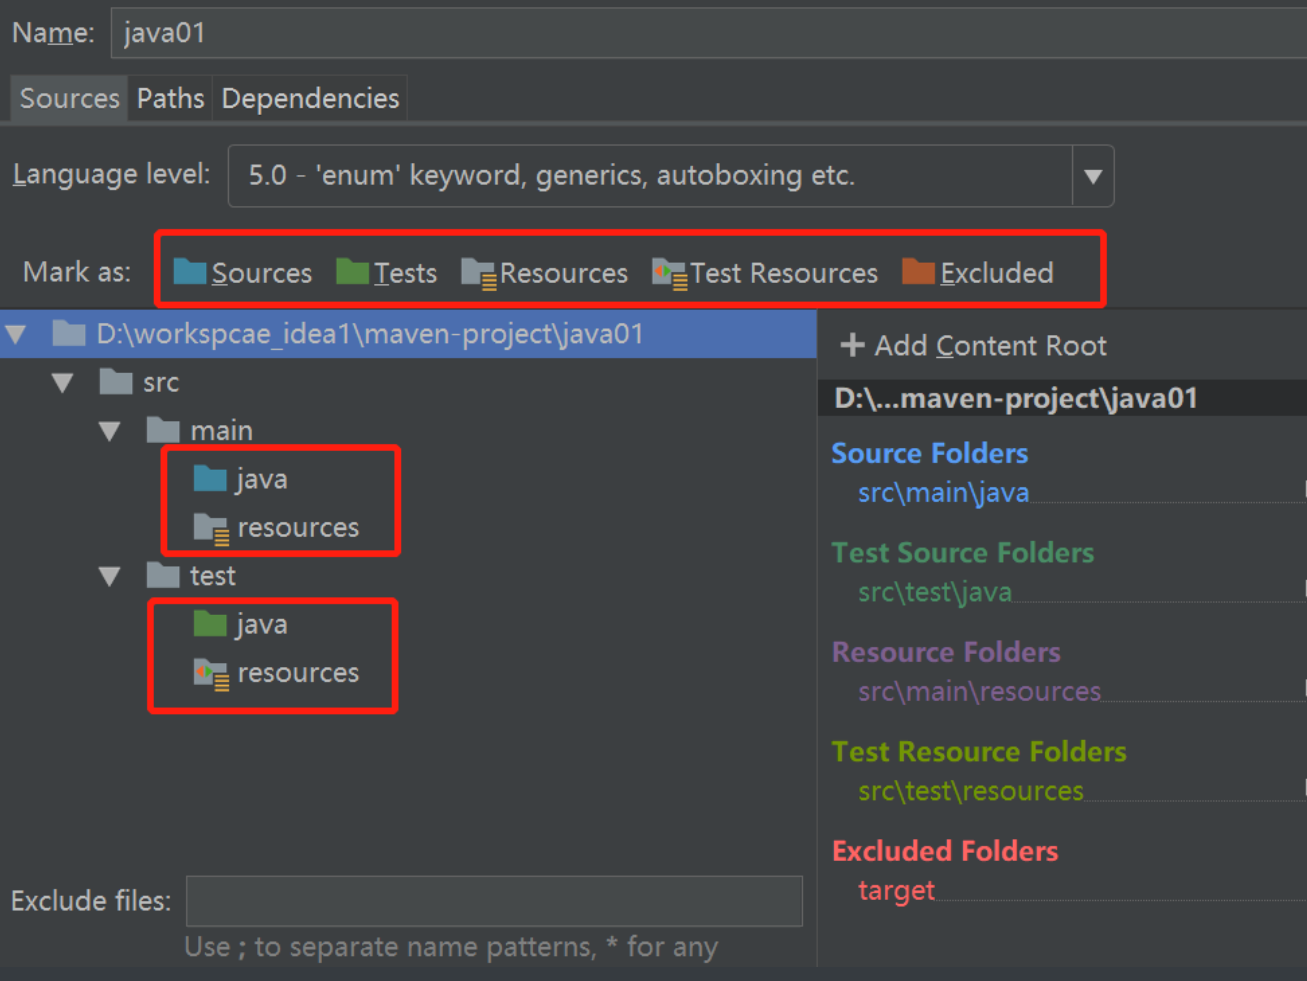 Name: java01
Sources Paths Dependencies
Language level: 5.0 - 'enum' keyword, generics, autoboxing etc.
Mark as: Sources Tests Resources Test Resources Excluded
D:\workspcae_idea1\maven-project\java01
src
main
java
resources
test
java
resources
Exclude files:
Use ; to separate name patterns, * for any
+ Add Content Root
D:\...maven-project\java01
Source Folders
src\main\java
Test Source Folders
src\test\java
Resource Folders
src\main\resources
Test Resource Folders
src\test\resources
Excluded Folders
target